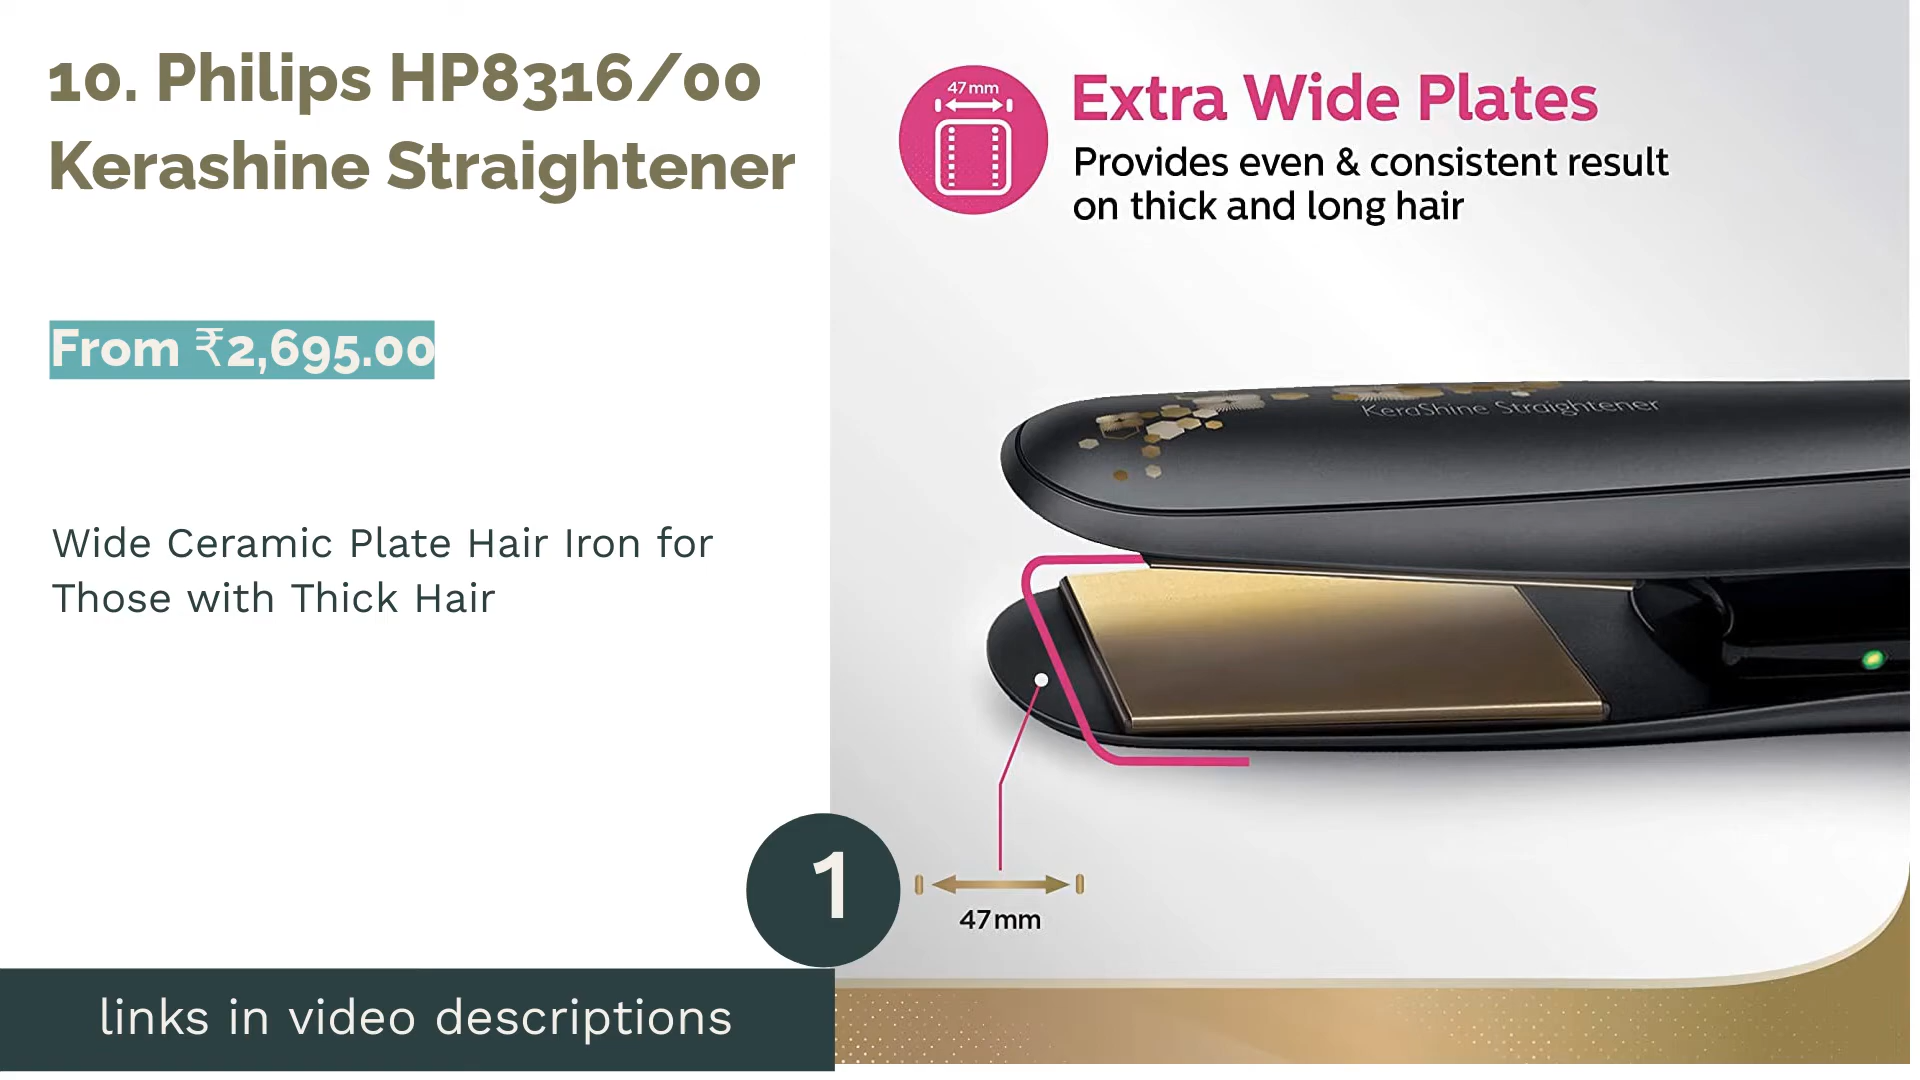 10. Philips HP8316/00
Kerashine Straightener
From ₹2,695.00
Wide Ceramic Plate Hair Iron for
Those with Thick Hair
1
links in video descriptions
47mm
Extra Wide Plates
Provides even & consistent result
on thick and long hair
KeraShine Straightener
47mm